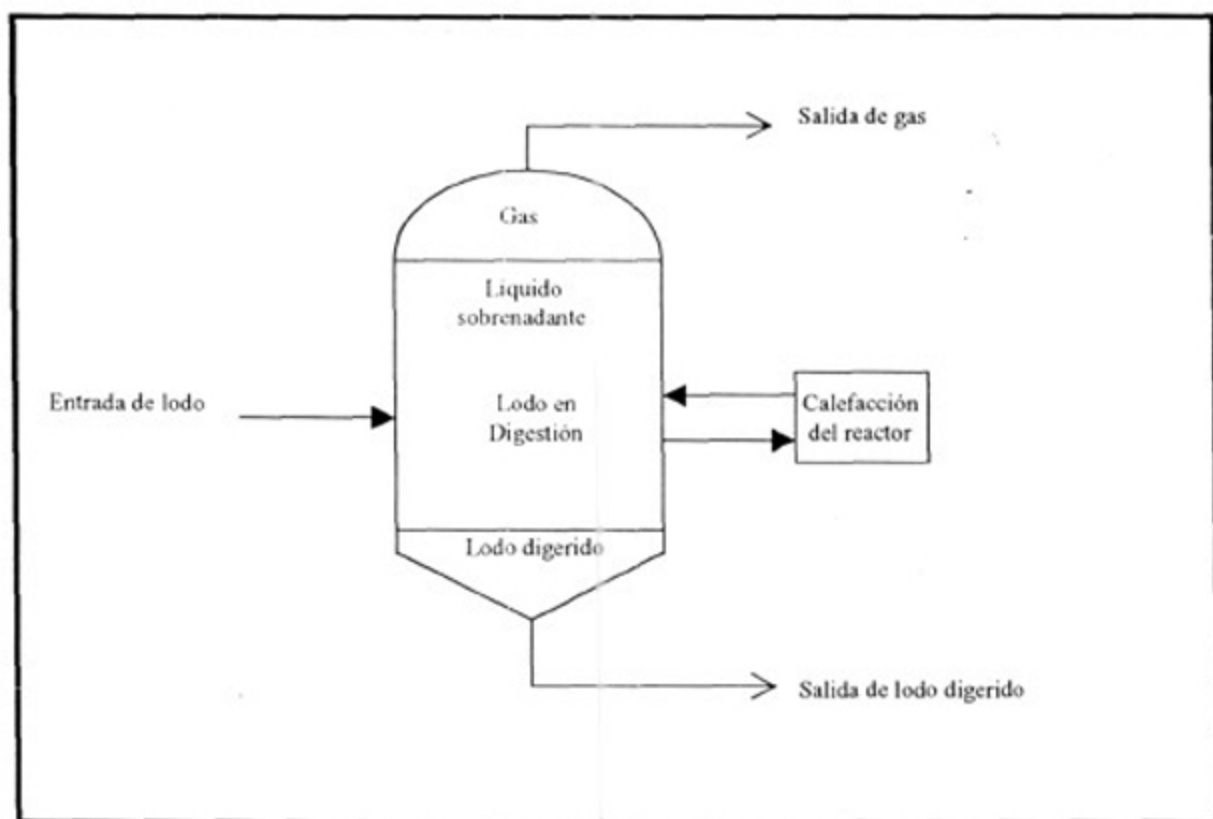 Salida de gas
Gas
Líquido
sobrenadante
Entrada de lodo
Lodo en
Digestión
Calefacción
del reactor
Lodo digerido
Salida de lodo digerido